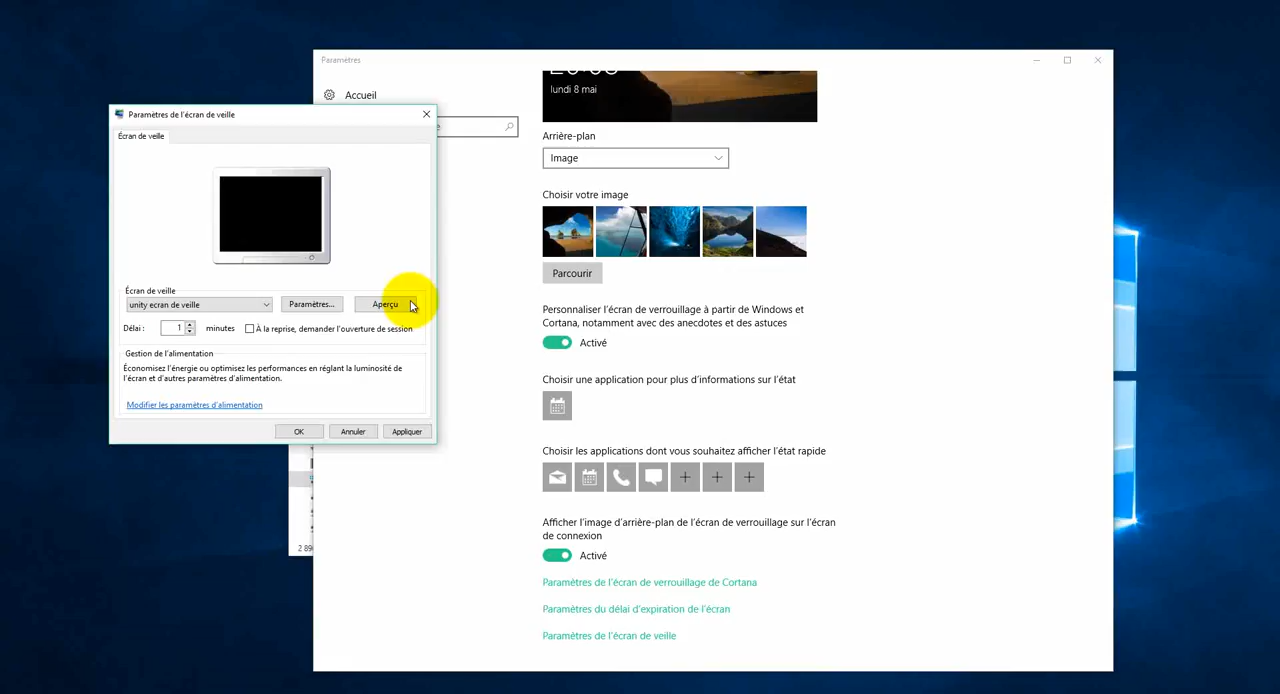 Paramètres
Accueil
e
lundi 8 mai
Arrière-plan
Image
Choisir votre image
Parcourir
Personnaliser l'écran de verrouillage à partir de Windows et
Cortana, notamment avec des anecdotes et des astuces
Activé
Choisir une application pour plus d'informations sur l'état
Choisir les applications dont vous souhaitez afficher l'état rapide
Afficher l'image d'arrière-plan de l'écran de verrouillage sur l'écran
de connexion
Activé
Paramètres de l'écran de verrouillage de Cortana
Paramètres du délai d'expiration de l'écran
Paramètres de l'écran de veille
Paramètres de l'écran de veille
Écran de veille
Écran de veille
unity ecran de veille
Paramètres...
Aperçu
Délai :
1
minutes
À la reprise, demander l'ouverture de session
Gestion de l'alimentation
Économisez l'énergie ou optimisez les performances en réglant la luminosité de
l'écran et d'autres paramètres d'alimentation.
Modifier les paramètres d'alimentation
OK
Annuler
Appliquer